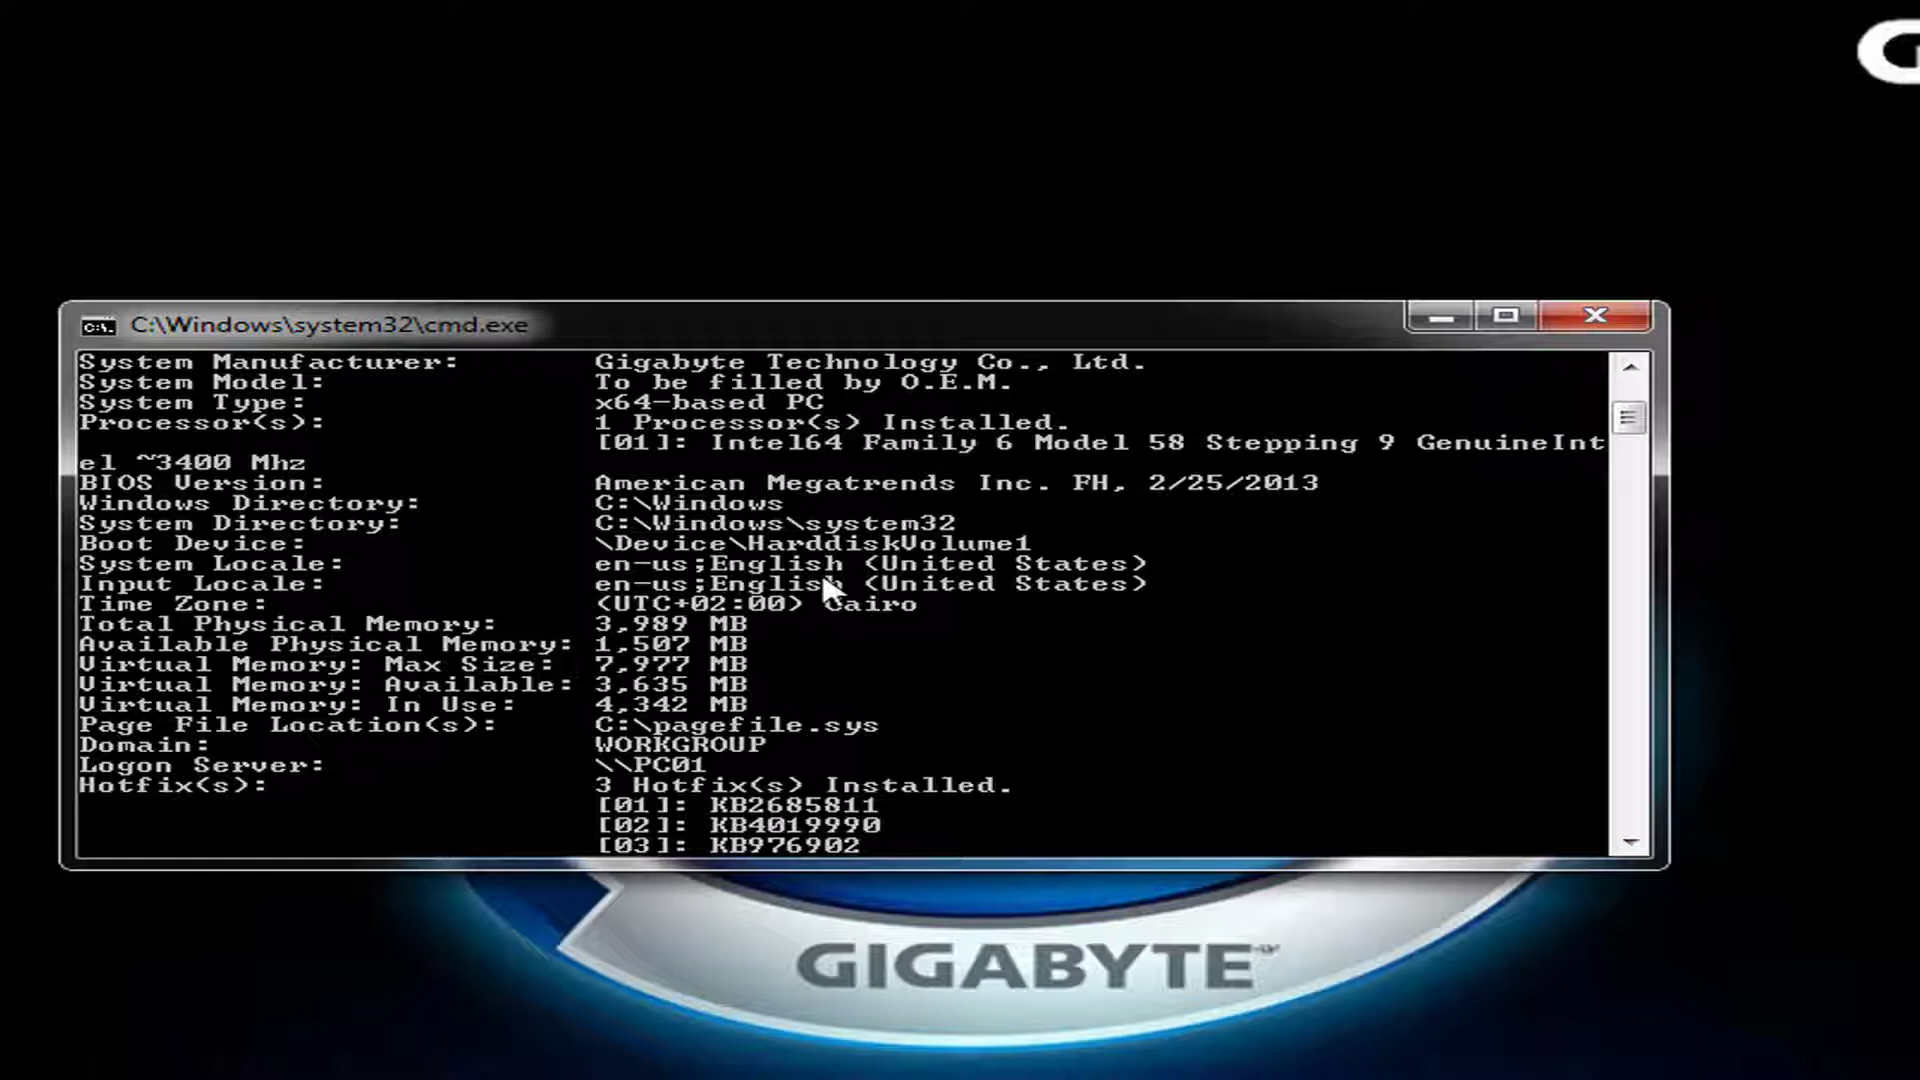 G
C:\Windows\system32\cmd.exe
System Manufacturer: Gigabyte Technology Co., Ltd.
System Model: To be filled by O.E.M.
System Type: x64-based PC
Processor(s): 1 Processor(s) Installed.
[01]: Intel64 Family 6 Model 58 Stepping 9 GenuineInt
el ~3400 Mhz
BIOS Version: American Megatrends Inc. FH, 2/25/2013
Windows Directory: C:\Windows
System Directory: C:\Windows\system32
Boot Device: \Device\HarddiskVolume1
System Locale: en-us;English (United States)
Input Locale: en-us;English (United States)
Time Zone: (UTC+02:00) Cairo
Total Physical Memory: 3,989 MB
Available Physical Memory: 1,507 MB
Virtual Memory: Max Size: 7,977 MB
Virtual Memory: Available: 3,635 MB
Virtual Memory: In Use: 4,342 MB
Page File Location(s): C:\pagefile.sys
Domain: WORKGROUP
Logon Server: \\PC01
Hotfix(s): 3 Hotfix(s) Installed.
[01]: KB2685811
[02]: KB4019990
[03]: KB976902
GIGABYTE™